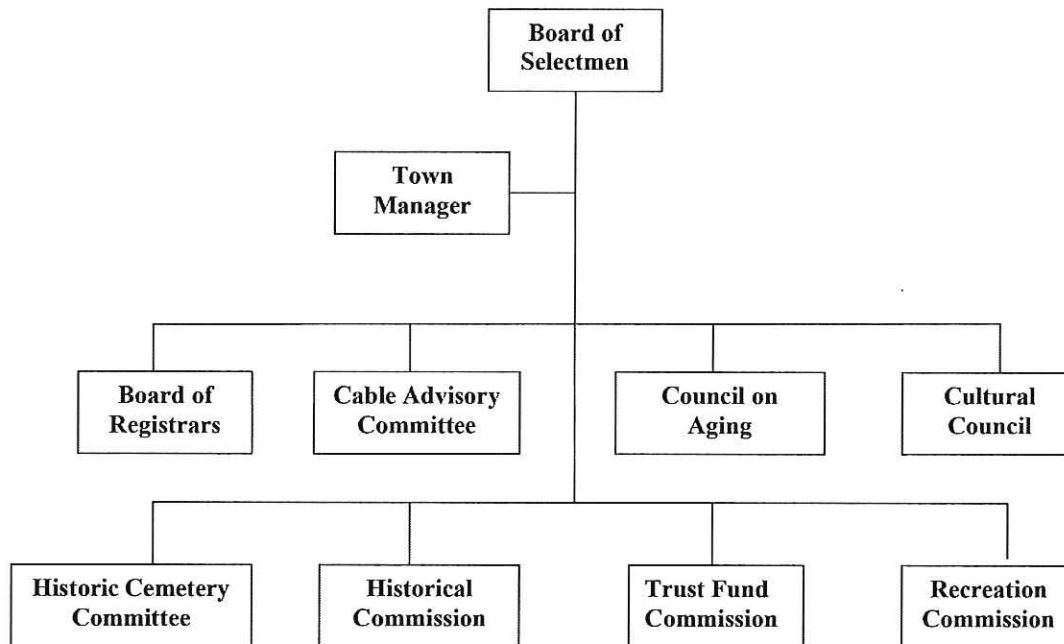 Board of
Selectmen
Town
Manager
Board of
Registrars
Cable Advisory
Committee
Council on
Aging
Cultural
Council
Historic Cemetery
Committee
Historical
Commission
Trust Fund
Commission
Recreation
Commission